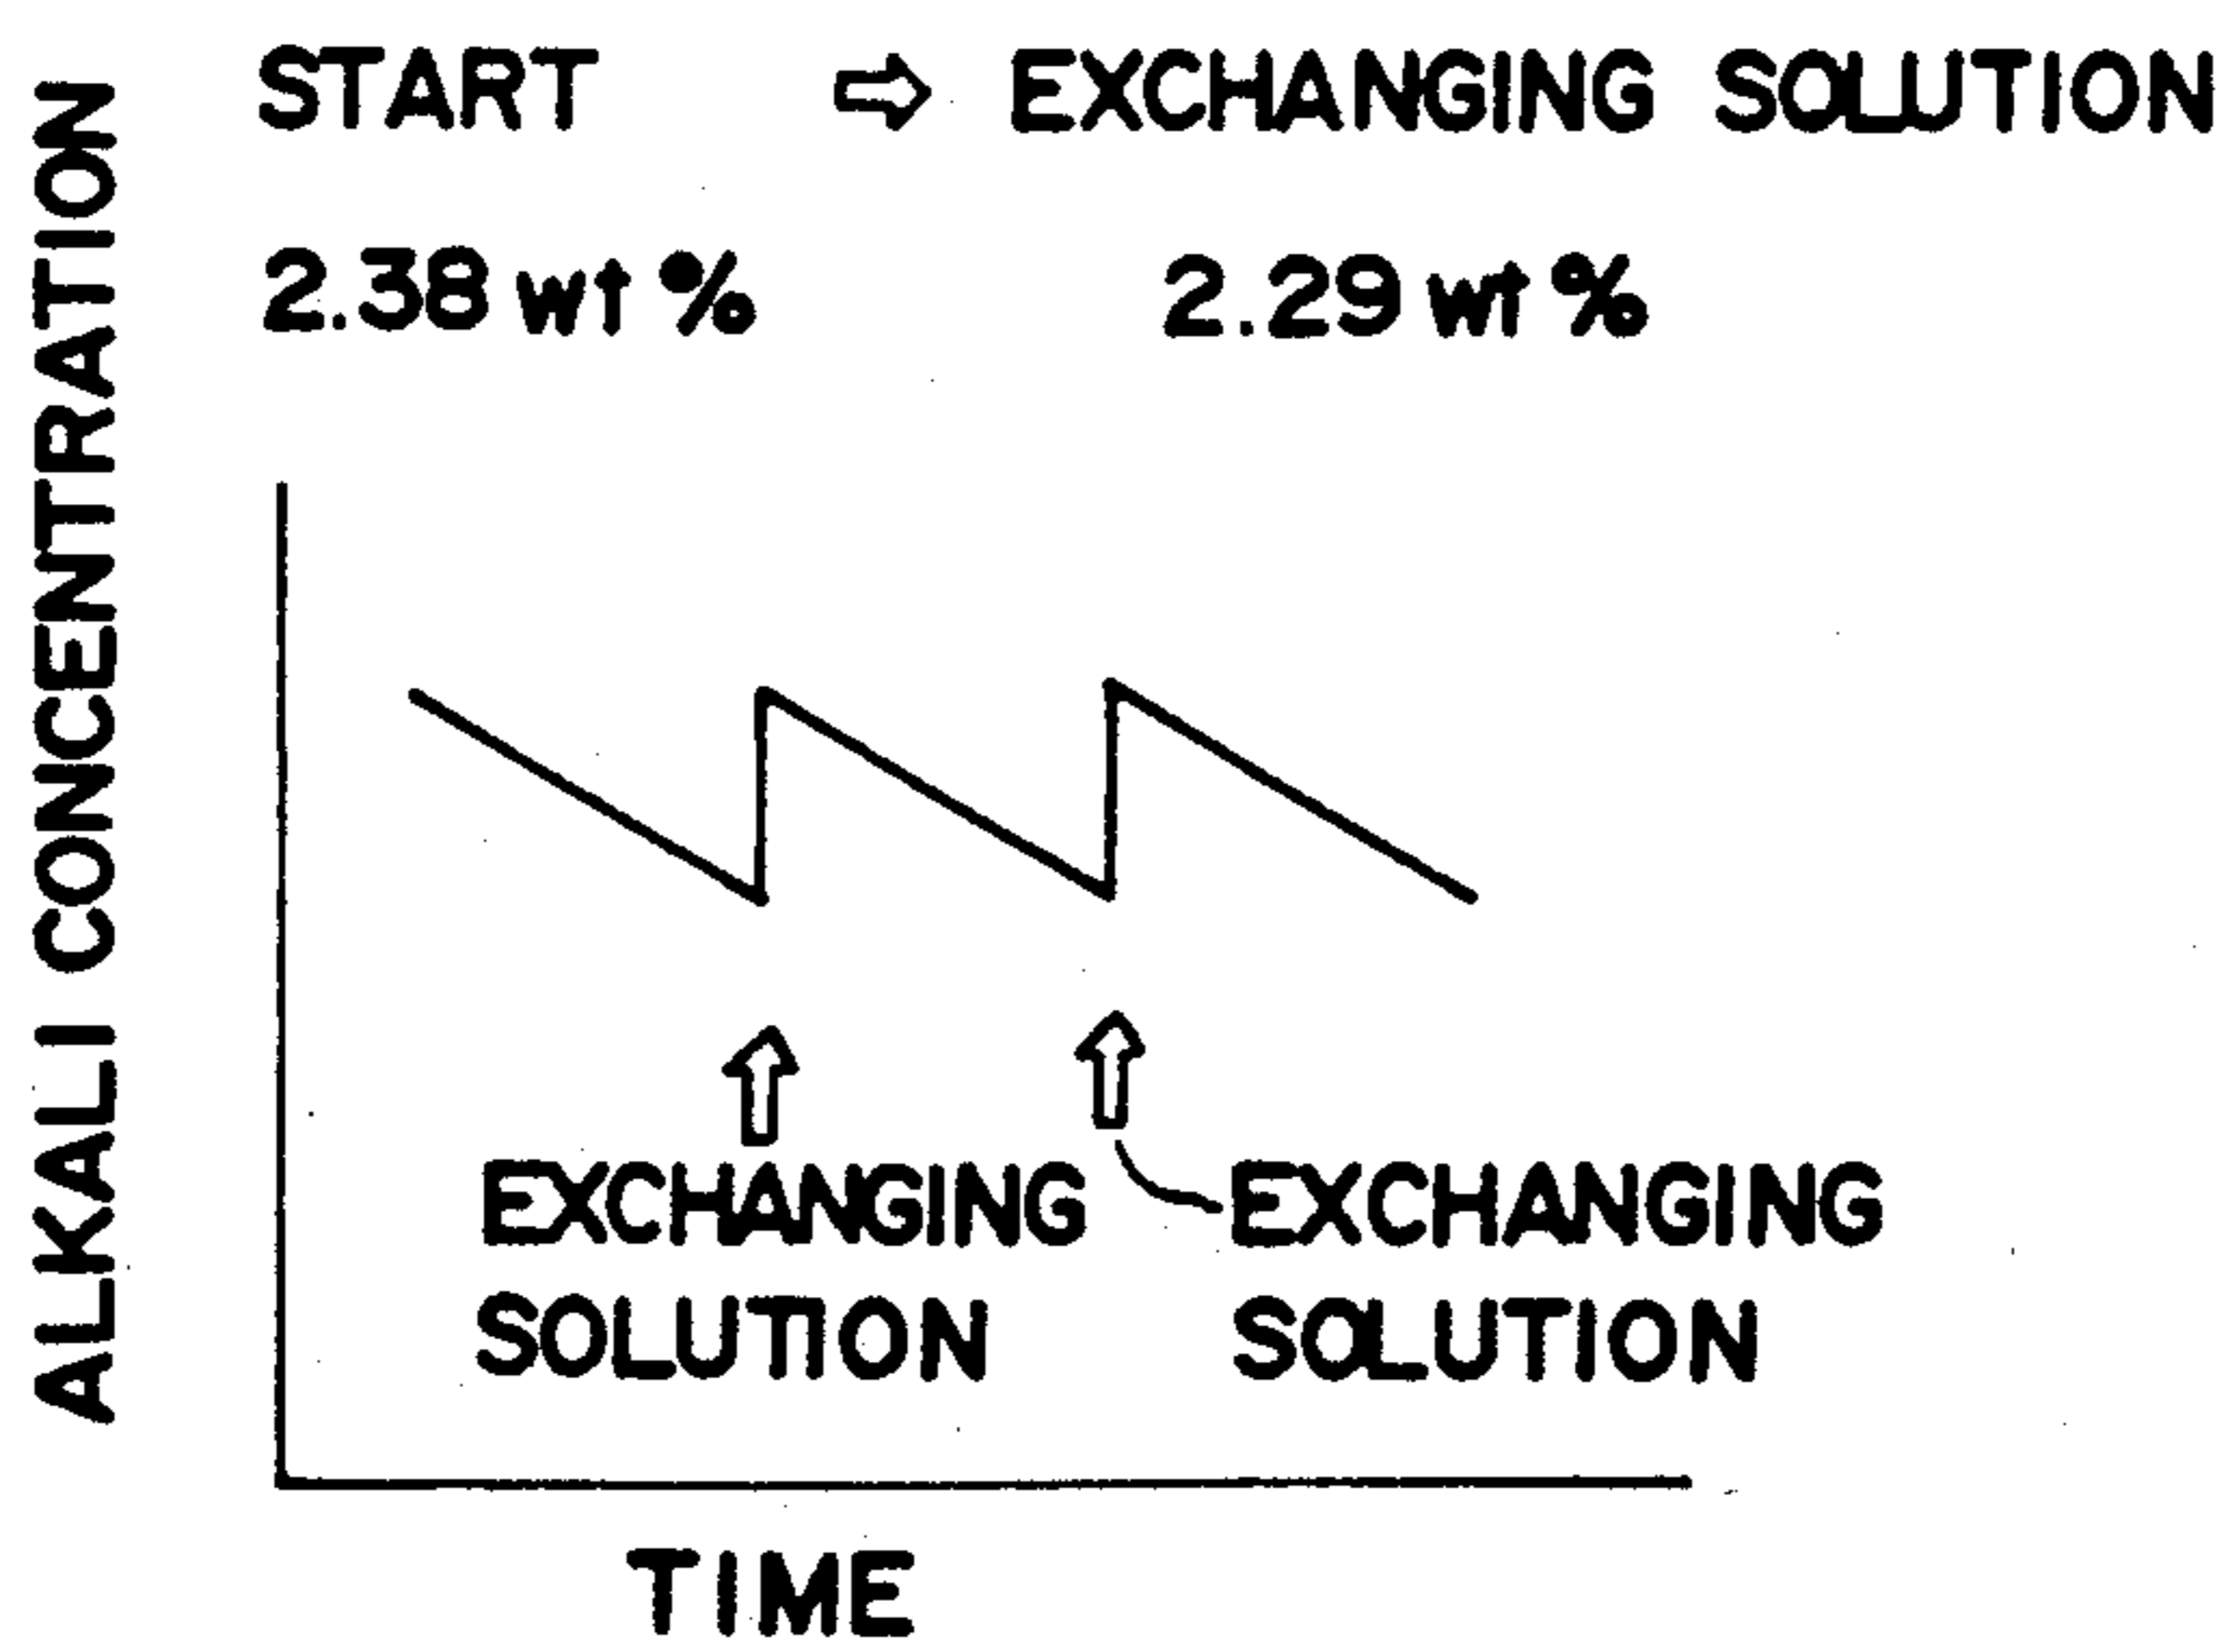 START ⇨ EXCHANGING SOLUTION
2.38 wt % 2.29 wt %
ALKALI CONCENTRATION
EXCHANGING EXCHANGING
SOLUTION SOLUTION
TIME